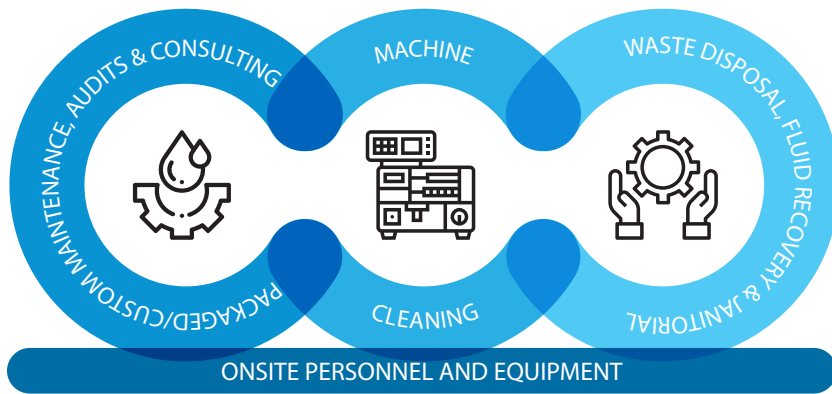 PACKAGED/CUSTOM MAINTENANCE, AUDITS & CONSULTING
MACHINE
CLEANING
WASTE DISPOSAL, FLUID RECOVERY & JANITORIAL
ONSITE PERSONNEL AND EQUIPMENT